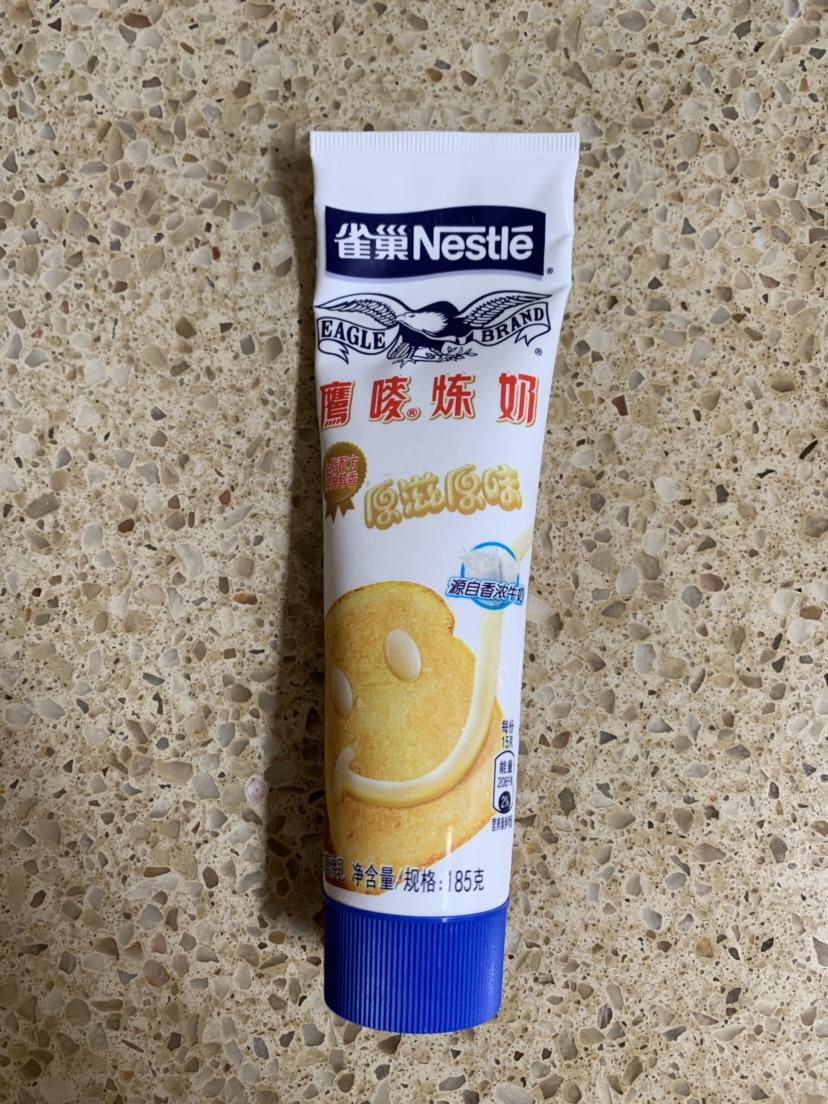 雀巢Nestlé
EAGLE BRAND
鹰唛®炼奶
原滋原味
源自香浓牛奶
每份
15克
能量
2%
净含量/规格:185克